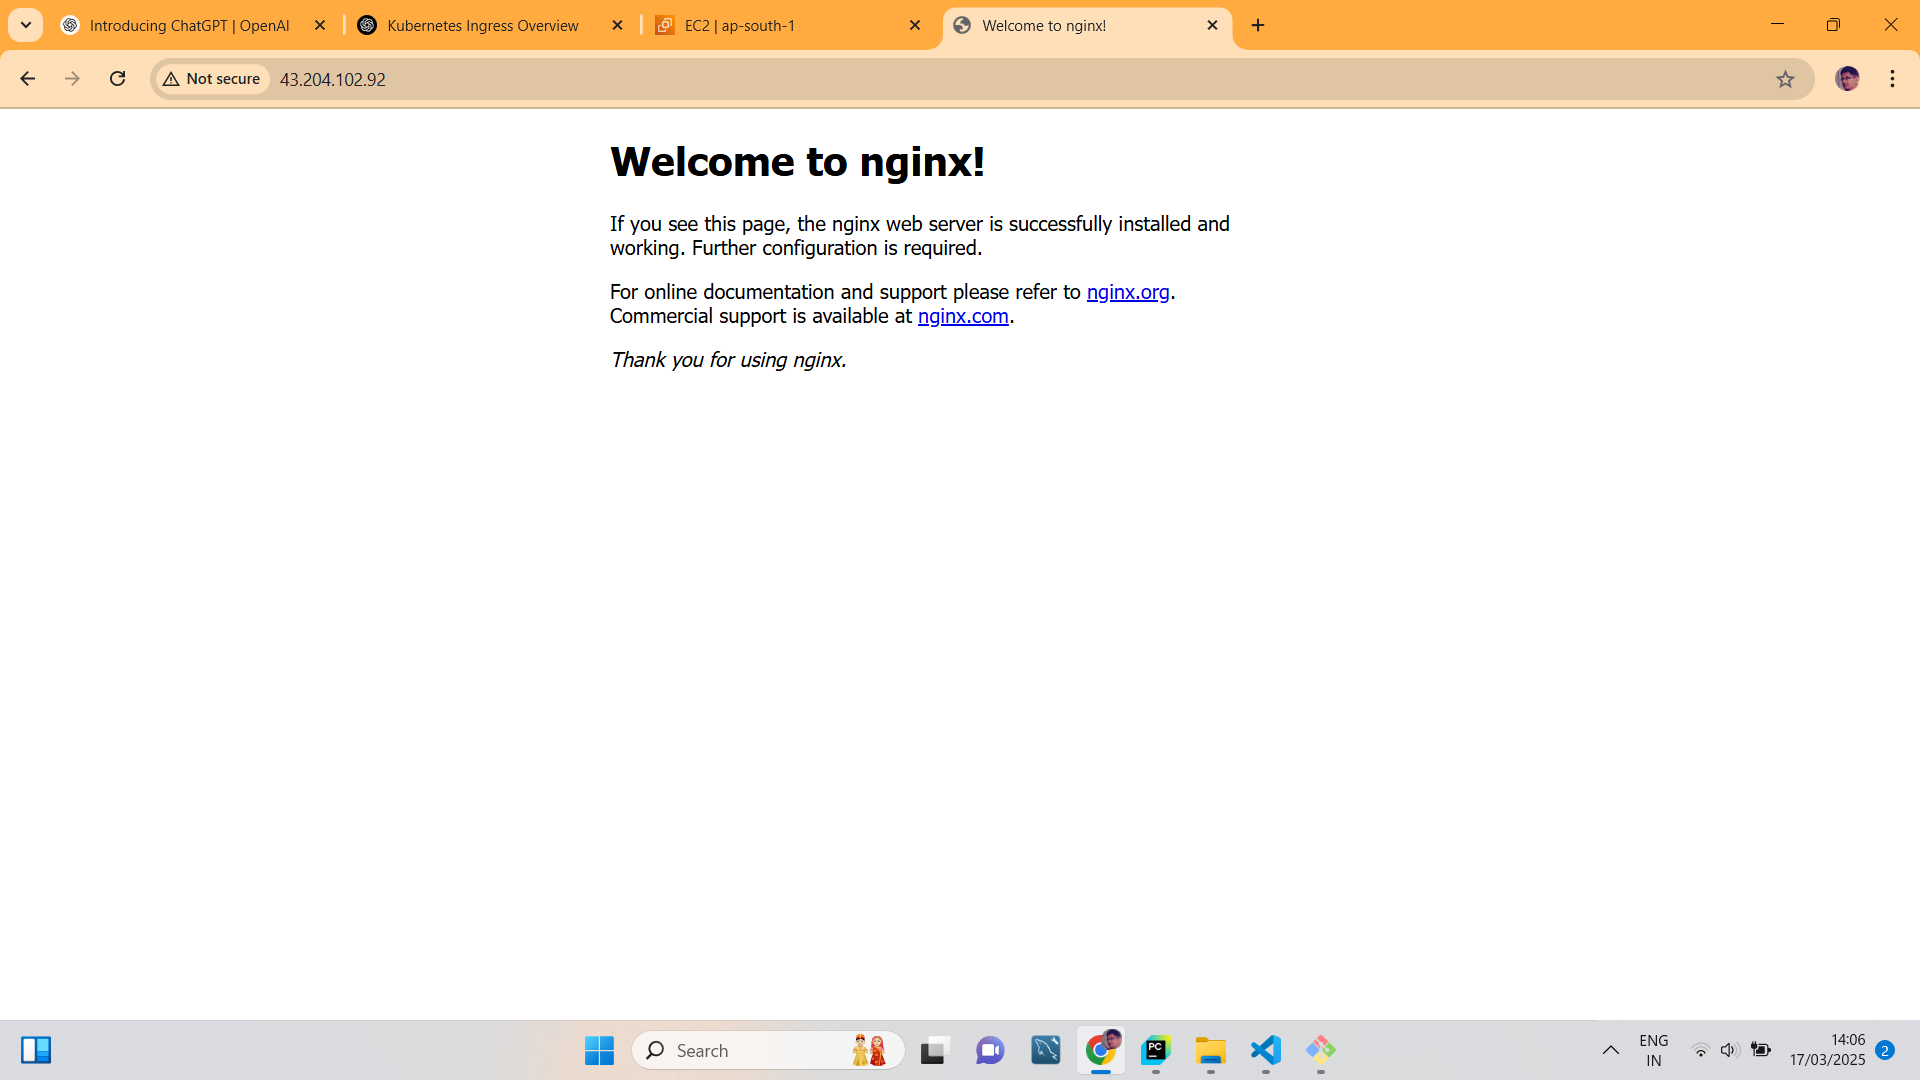 Introducing ChatGPT | OpenAI
Kubernetes Ingress Overview
EC2 | ap-south-1
Welcome to nginx!
Not secure
43.204.102.92
Welcome to nginx!
If you see this page, the nginx web server is successfully installed and
working. Further configuration is required.
For online documentation and support please refer to nginx.org.
Commercial support is available at nginx.com.
Thank you for using nginx.
Search
PC
ENG
IN
14:06
17/03/2025
2